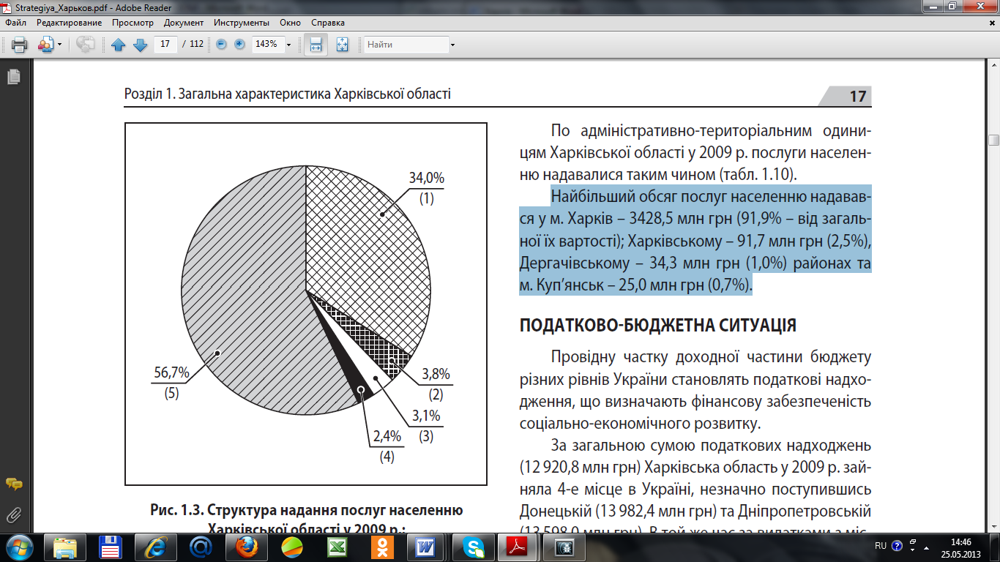 Strategiya_Харьков.pdf - Adobe Reader
Файл Редактирование Просмотр Документ Инструменты Окно Справка
17 / 112 143% Найти
Розділ 1. Загальна характеристика Харківської області
17
34,0%
(1)
3,8%
(2)
3,1%
(3)
2,4%
(4)
56,7%
(5)
Рис. 1.3. Структура надання послуг населенню
Харківської області у 2009 р.:
По адміністративно-територіальним одини-
цям Харківської області у 2009 р. послуги населен-
ню надавалися таким чином (табл. 1.10).
Найбільший обсяг послуг населенню надавав-
ся у м. Харків – 3428,5 млн грн (91,9% – від загаль-
ної їх вартості); Харківському – 91,7 млн грн (2,5%),
Дергачівському – 34,3 млн грн (1,0%) районах та
м. Куп’янськ – 25,0 млн грн (0,7%).
ПОДАТКОВО-БЮДЖЕТНА СИТУАЦІЯ
Провідну частку доходної частини бюджету
різних рівнів України становлять податкові надхо-
дження, що визначають фінансову забезпеченість
соціально-економічного розвитку.
За загальною сумою податкових надходжень
(12 920,8 млн грн) Харківська область у 2009 р. зай-
няла 4-е місце в Україні, незначно поступившись
Донецькій (13 982,4 млн грн) та Дніпропетровській
(13 598,0 млн грн). В той же час за видатками з міс-
RU
14:46
25.05.2013